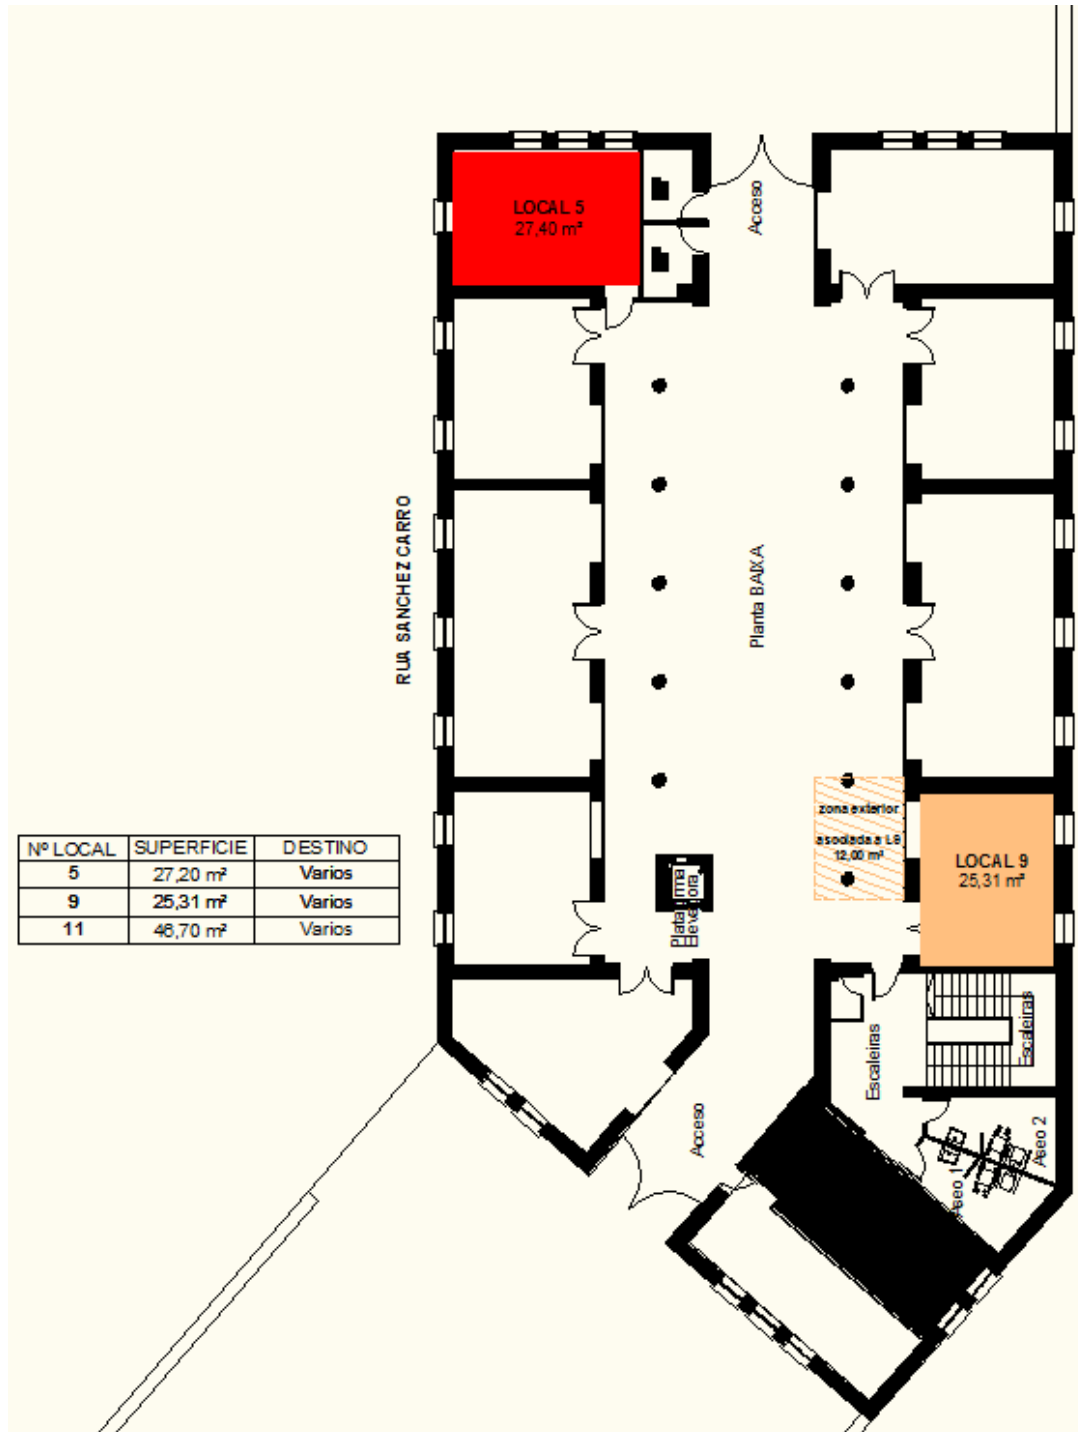 LOCAL 5
27,40 m²
Acceso
RUA SANCHEZ CARRO
Planta BAIXA
zona exterior
asociada a L9
12,00 m²
LOCAL 9
25,31 m²
Nº LOCAL SUPERFICIE DESTINO
5 27,20 m² Varios
9 25,31 m² Varios
11 46,70 m² Varios
Plataforma
Elevadora
Escaleiras
Escaleiras
Acceso
Aseo 1
Aseo 2